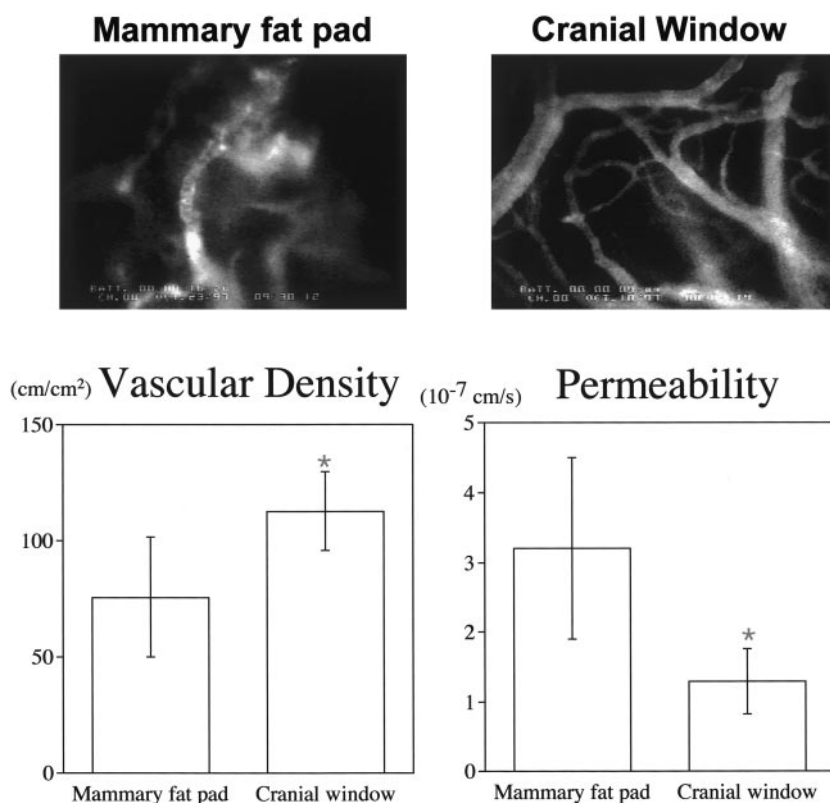 Mammary fat pad
Cranial Window
(cm/cm²) Vascular Density
(10⁻⁷ cm/s) Permeability
150
100
50
0
*
Mammary fat pad
Cranial window
5
4
3
2
1
0
*
Mammary fat pad
Cranial window